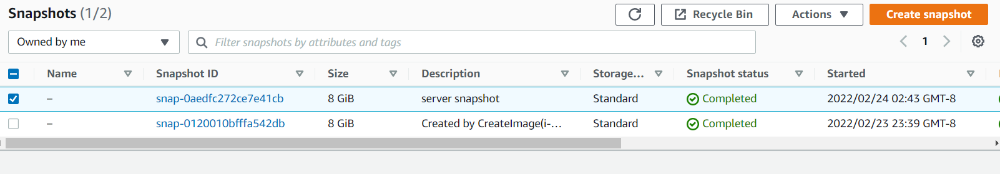 Snapshots (1/2)
Recycle Bin
Actions
Create snapshot
Owned by me
Filter snapshots by attributes and tags
1
Name Snapshot ID Size Description Storage... Snapshot status Started
– snap-0aedfc272ce7e41cb 8 GiB server snapshot Standard Completed 2022/02/24 02:43 GMT-8
– snap-0120010bfffa542db 8 GiB Created by CreateImage(i-... Standard Completed 2022/02/23 23:39 GMT-8